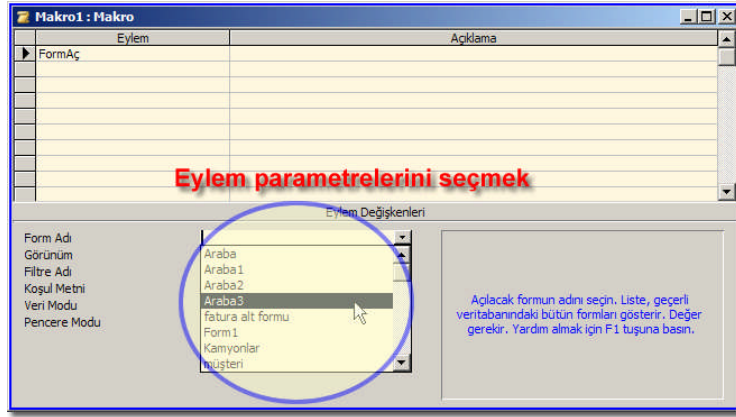 Makro1 : Makro
Eylem Açıklama
FormAç
Eylem parametrelerini seçmek
Eylem Değişkenleri
Form Adı
Görünüm
Filtre Adı
Koşul Metni
Veri Modu
Pencere Modu
Araba
Araba1
Araba2
Araba3
fatura alt formu
Form1
Kamyonlar
müşteri
Açılacak formun adını seçin. Liste, geçerli
veritabanındaki bütün formları gösterir. Değer
gerekir. Yardım almak için F1 tuşuna basın.